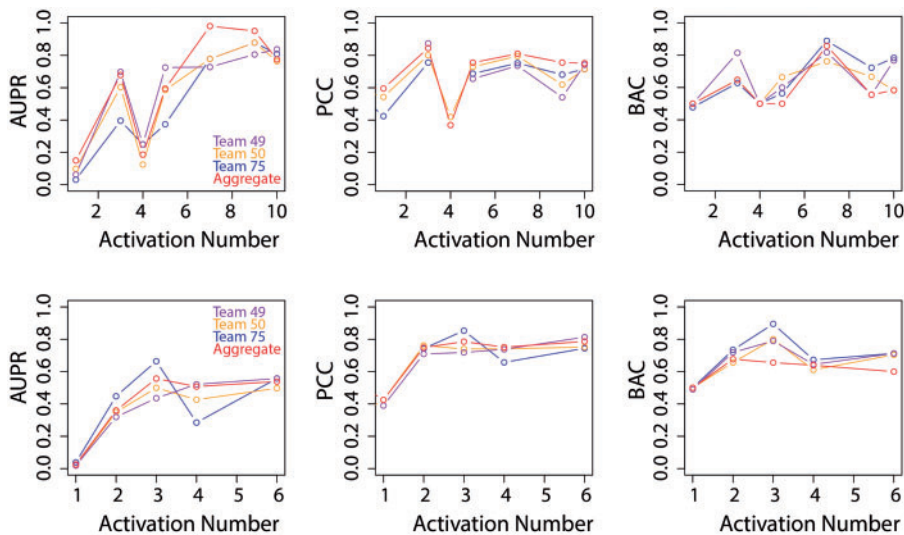 AUPR
0.0 0.2 0.4 0.6 0.8 1.0
Team 49
Team 50
Team 75
Aggregate
2 4 6 8 10
Activation Number
PCC
0.0 0.2 0.4 0.6 0.8 1.0
2 4 6 8 10
Activation Number
BAC
0.0 0.2 0.4 0.6 0.8 1.0
2 4 6 8 10
Activation Number
AUPR
0.0 0.2 0.4 0.6 0.8 1.0
Team 49
Team 50
Team 75
Aggregate
1 2 3 4 6
Activation Number
PCC
0.0 0.2 0.4 0.6 0.8 1.0
1 2 3 4 6
Activation Number
BAC
0.0 0.2 0.4 0.6 0.8 1.0
1 2 3 4 6
Activation Number